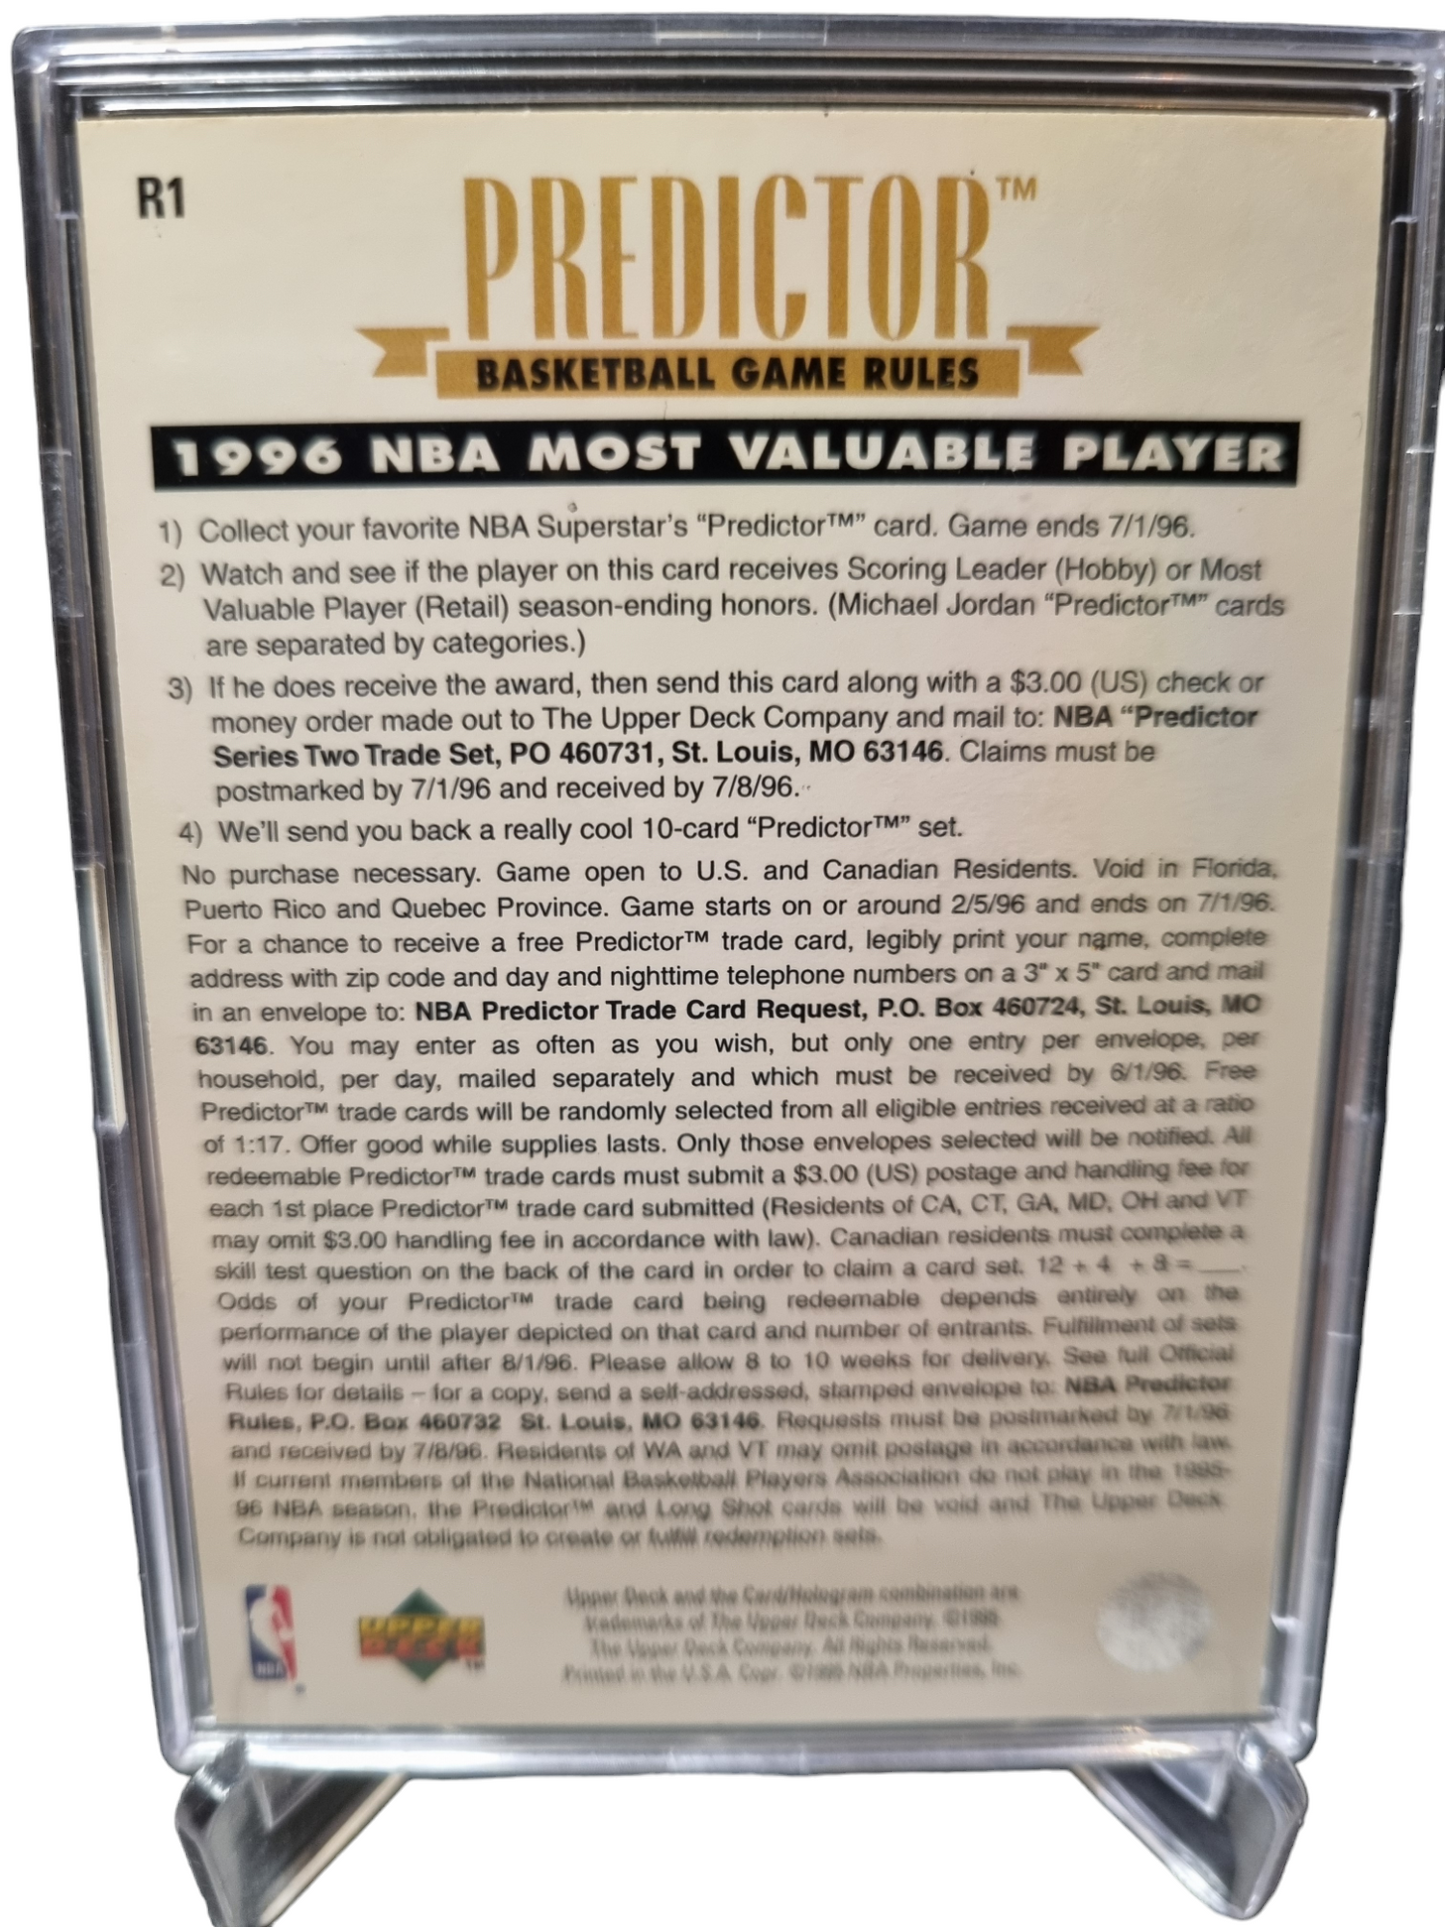 R1
PREDICTOR™
BASKETBALL GAME RULES
1996 NBA MOST VALUABLE PLAYER
1) Collect your favorite NBA Superstar's “Predictor™” card. Game ends 7/1/96.
2) Watch and see if the player on this card receives Scoring Leader (Hobby) or Most
Valuable Player (Retail) season-ending honors. (Michael Jordan “Predictor™” cards
are separated by categories.)
3) If he does receive the award, then send this card along with a $3.00 (US) check or
money order made out to The Upper Deck Company and mail to: NBA “Predictor
Series Two Trade Set, PO 460731, St. Louis, MO 63146. Claims must be
postmarked by 7/1/96 and received by 7/8/96.
4) We'll send you back a really cool 10-card “Predictor™” set.
No purchase necessary. Game open to U.S. and Canadian Residents. Void in Florida,
Puerto Rico and Quebec Province. Game starts on or around 2/5/96 and ends on 7/1/96.
For a chance to receive a free Predictor™ trade card, legibly print your name, complete
address with zip code and day and nighttime telephone numbers on a 3" x 5" card and mail
in an envelope to: NBA Predictor Trade Card Request, P.O. Box 460724, St. Louis, MO
63146. You may enter as often as you wish, but only one entry per envelope, per
household, per day, mailed separately and which must be received by 6/1/96. Free
Predictor™ trade cards will be randomly selected from all eligible entries received at a ratio
of 1:17. Offer good while supplies lasts. Only those envelopes selected will be notified. All
redeemable Predictor™ trade cards must submit a $3.00 (US) postage and handling fee for
each 1st place Predictor™ trade card submitted (Residents of CA, CT, GA, MD, OH and VT
may omit $3.00 handling fee in accordance with law). Canadian residents must complete a
skill test question on the back of the card in order to claim a card set. 12 + 4 + 8 = ___.
Odds of your Predictor™ trade card being redeemable depends entirely on the
performance of the player depicted on that card and number of entrants. Fulfillment of sets
will not begin until after 8/1/96. Please allow 8 to 10 weeks for delivery. See full Official
Rules for details – for a copy, send a self-addressed, stamped envelope to: NBA Predictor
Rules, P.O. Box 460732 St. Louis, MO 63146. Requests must be postmarked by 7/1/96
and received by 7/8/96. Residents of WA and VT may omit postage in accordance with law.
If current members of the National Basketball Players Association do not play in the 1995-
96 NBA season, the Predictor™ and Long Shot cards will be void and The Upper Deck
Company is not obligated to create or fulfill redemption sets.
NBA
UPPER
DECK™
Upper Deck and the Card/Hologram combination are
trademarks of The Upper Deck Company. ©1995
The Upper Deck Company. All Rights Reserved.
Printed in the U.S.A. Copr. ©1995 NBA Properties, Inc.